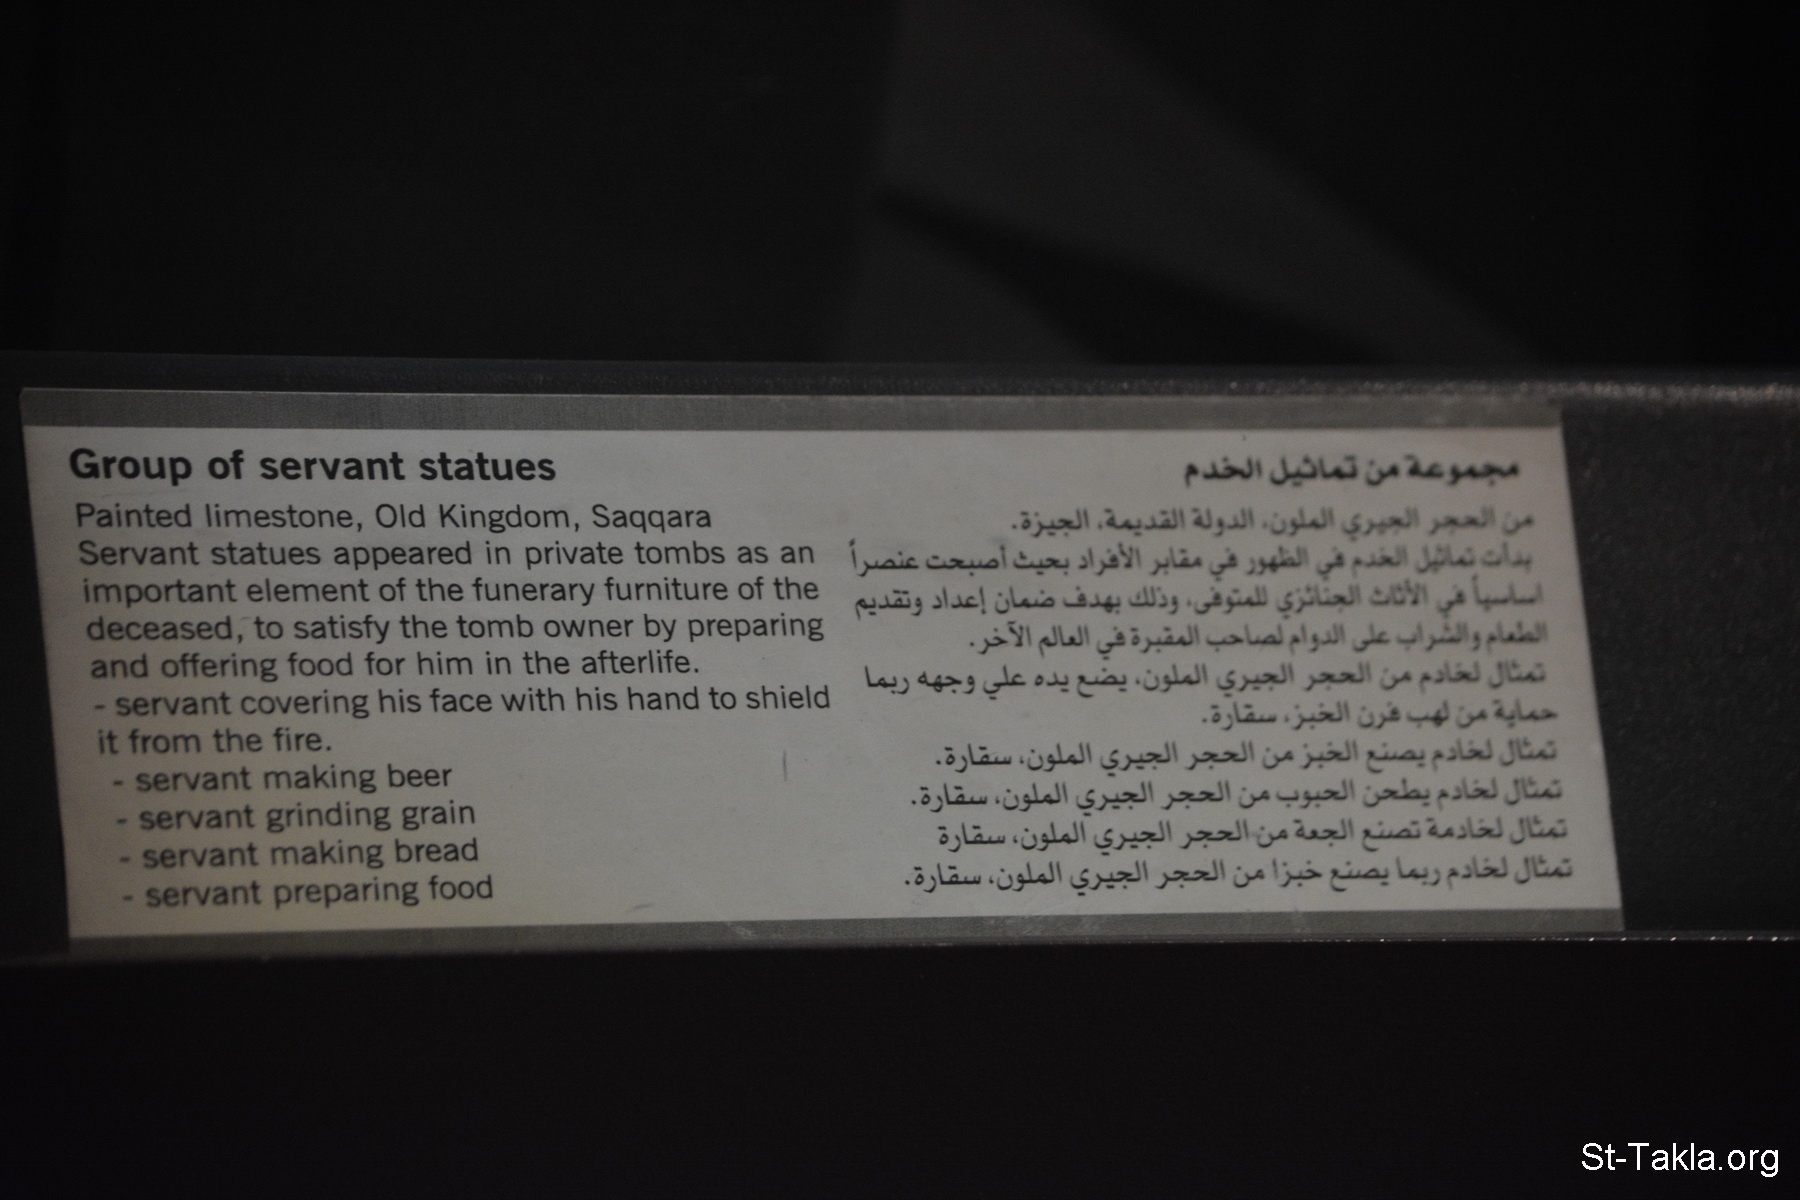 Group of servant statues
Painted limestone, Old Kingdom, Saqqara
Servant statues appeared in private tombs as an
important element of the funerary furniture of the
deceased, to satisfy the tomb owner by preparing
and offering food for him in the afterlife.
- servant covering his face with his hand to shield
it from the fire.
- servant making beer
- servant grinding grain
- servant making bread
- servant preparing food
مجموعة من تماثيل الخدم
من الحجر الجيري الملون، الدولة القديمة، الجيزة.
بدأت تماثيل الخدم في الظهور في مقابر الأفراد بحيث أصبحت عنصراً
اساسياً في الأثاث الجنائزي للمتوفى، وذلك بهدف ضمان إعداد وتقديم
الطعام والشراب على الدوام لصاحب المقبرة في العالم الآخر.
تمثال لخادم من الحجر الجيري الملون، يضع يده علي وجهه ربما
حماية من لهب فرن الخبز، سقارة.
تمثال لخادم يصنع الخبز من الحجر الجيري الملون، سقارة.
تمثال لخادم يطحن الحبوب من الحجر الجيري الملون، سقارة.
تمثال لخادمة تصنع الجعة من الحجر الجيري الملون، سقارة
تمثال لخادم ربما يصنع خبزا من الحجر الجيري الملون، سقارة.
St-Takla.org